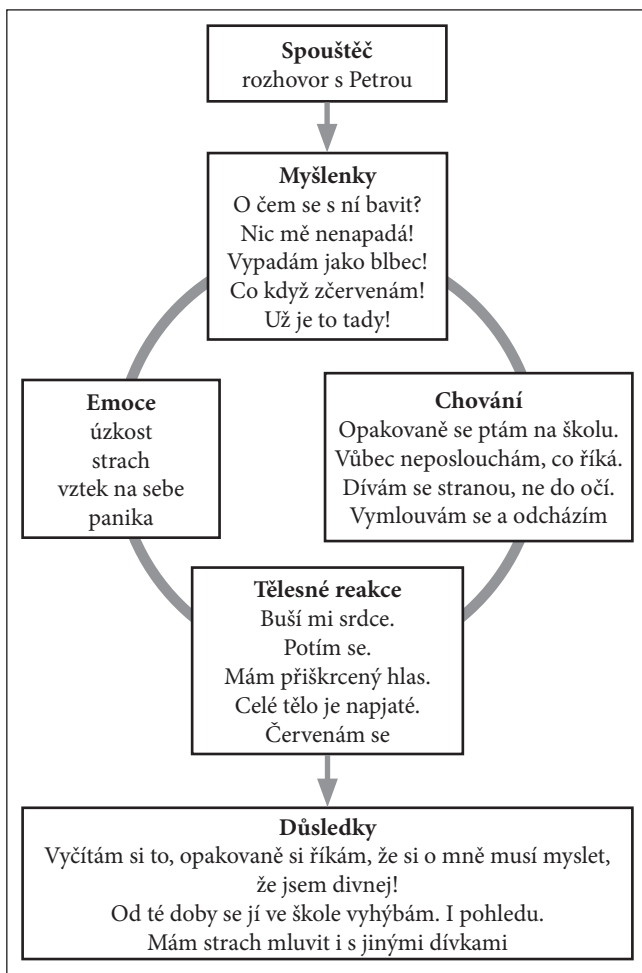 Spouštěč
rozhovor s Petrou
Myšlenky
O čem se s ní bavit?
Nic mě nenapadá!
Vypadám jako blbec!
Co když zčervenám!
Už je to tady!
Emoce
úzkost
strach
vztek na sebe
panika
Chování
Opakovaně se ptám na školu.
Vůbec neposlouchám, co říká.
Dívám se stranou, ne do očí.
Vymlouvám se a odcházím
Tělesné reakce
Buší mi srdce.
Potím se.
Mám přiškrcený hlas.
Celé tělo je napjaté.
Červenám se
Důsledky
Vyčítám si to, opakovaně si říkám, že si o mně musí myslet,
že jsem divnej!
Od té doby se jí ve škole vyhýbám. I pohledu.
Mám strach mluvit i s jinými dívkami